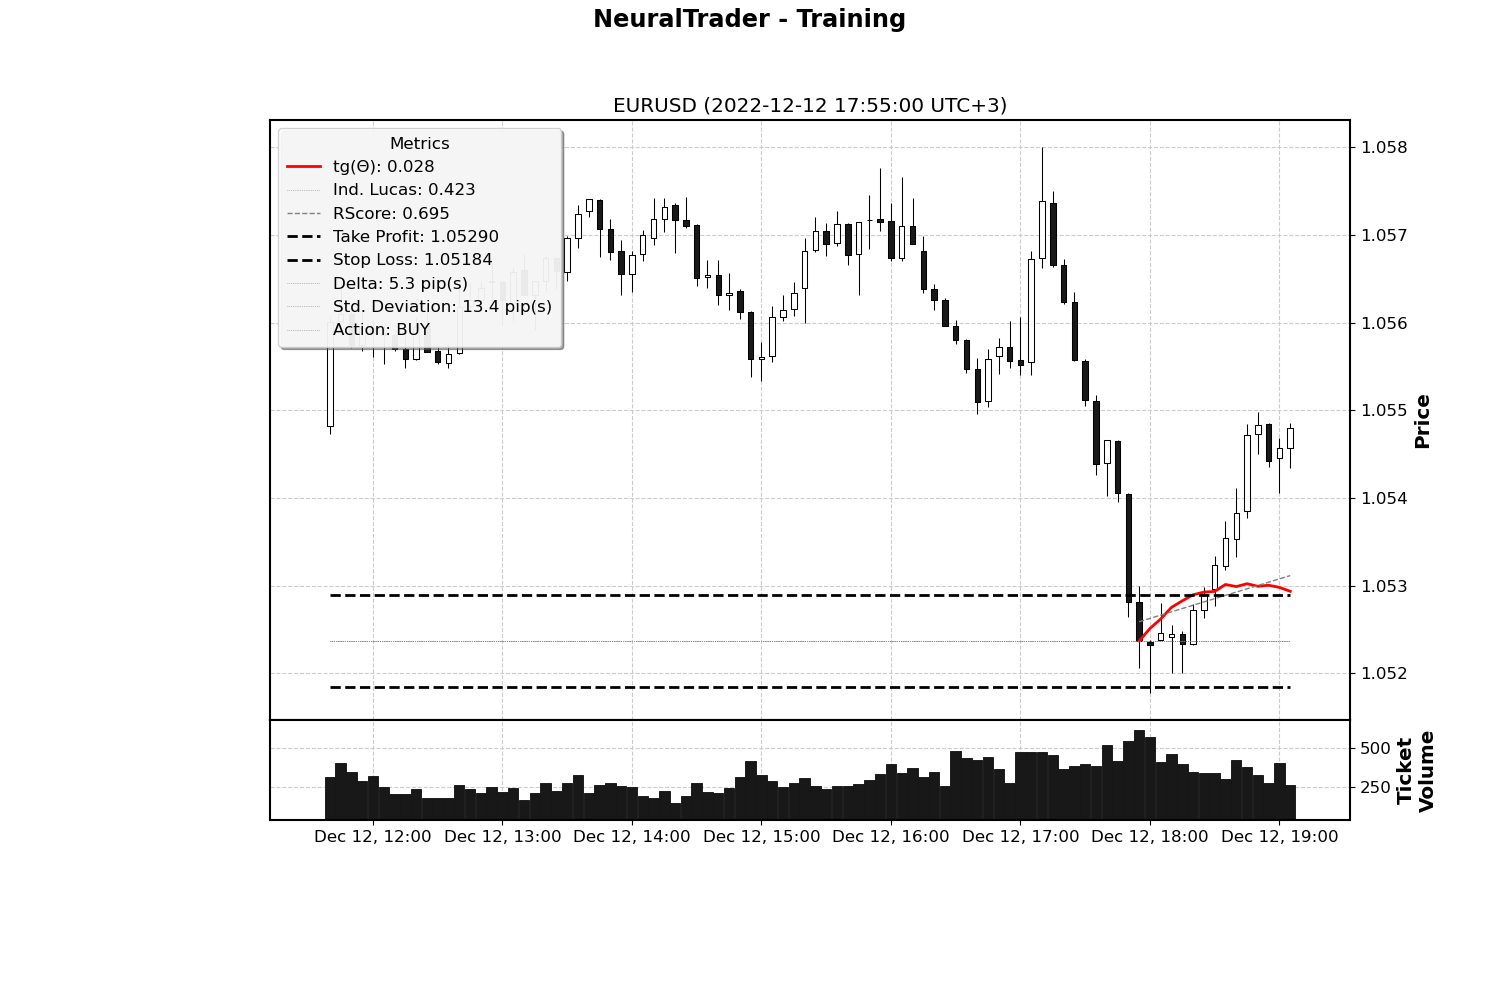 NeuralTrader - Training
EURUSD (2022-12-12 17:55:00 UTC+3)
Metrics
tg(Θ): 0.028
Ind. Lucas: 0.423
RScore: 0.695
Take Profit: 1.05290
Stop Loss: 1.05184
Delta: 5.3 pip(s)
Std. Deviation: 13.4 pip(s)
Action: BUY
1.058
1.057
1.056
1.055
1.054
1.053
1.052
Price
500
250
Ticket
Volume
Dec 12, 12:00
Dec 12, 13:00
Dec 12, 14:00
Dec 12, 15:00
Dec 12, 16:00
Dec 12, 17:00
Dec 12, 18:00
Dec 12, 19:00